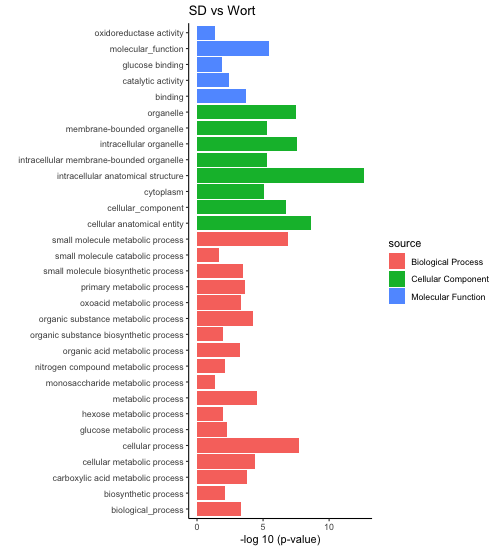 SD vs Wort
oxidoreductase activity
molecular_function
glucose binding
catalytic activity
binding
organelle
membrane-bounded organelle
intracellular organelle
intracellular membrane-bounded organelle
intracellular anatomical structure
cytoplasm
cellular_component
cellular anatomical entity
small molecule metabolic process
small molecule catabolic process
small molecule biosynthetic process
primary metabolic process
oxoacid metabolic process
organic substance metabolic process
organic substance biosynthetic process
organic acid metabolic process
nitrogen compound metabolic process
monosaccharide metabolic process
metabolic process
hexose metabolic process
glucose metabolic process
cellular process
cellular metabolic process
carboxylic acid metabolic process
biosynthetic process
biological_process
0 5 10
-log 10 (p-value)
source
Biological Process
Cellular Component
Molecular Function